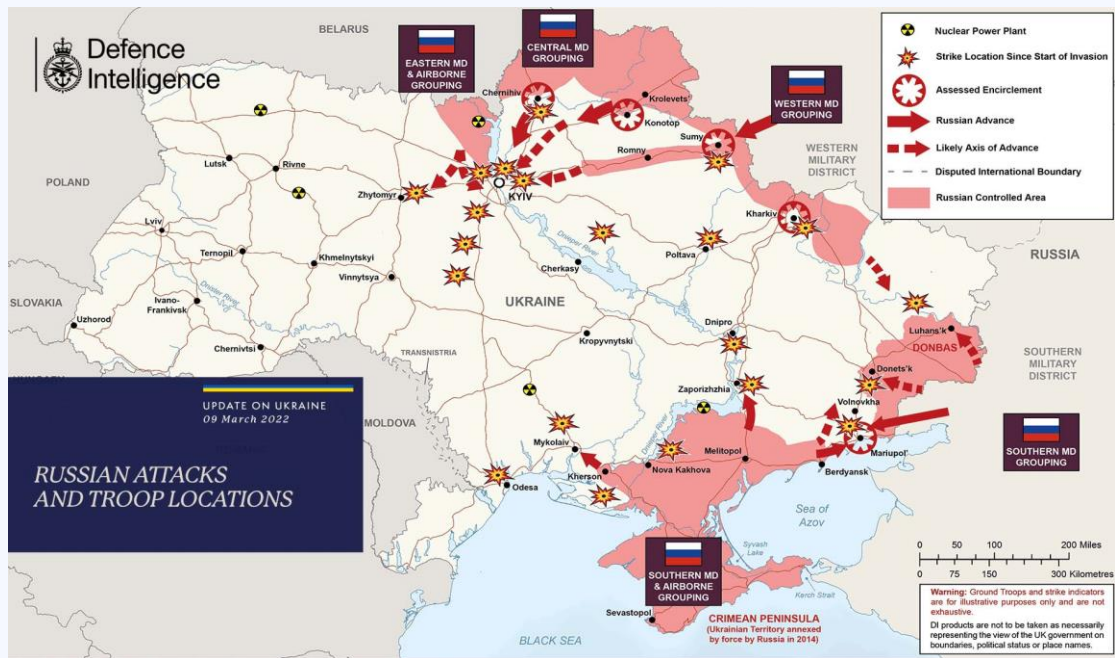 Defence
Intelligence
BELARUS
EASTERN MD
& AIRBORNE
GROUPING
CENTRAL MD
GROUPING
WESTERN MD
GROUPING
Nuclear Power Plant
Strike Location Since Start of Invasion
Assessed Encirclement
Russian Advance
Likely Axis of Advance
Disputed International Boundary
Russian Controlled Area
Chernihiv
Krolevets'
Konotop
Sumy
Romny
WESTERN
MILITARY
DISTRICT
POLAND
Lutsk
Rivne
Zhytomyr
KYIV
Kharkiv
Lviv
Ternopil
Khmelnytskyi
Vinnytsya
Dnieper River
Cherkasy
Poltava
RUSSIA
SLOVAKIA
Ivano-
Frankivsk
Dniester River
UKRAINE
Uzhorod
Chernivtsi
TRANSNISTRIA
Kropyvnytski
Dnipro
Luhans'k
DONBAS
Donets'k
SOUTHERN
MILITARY
DISTRICT
Zaporizhzhia
Volnovkha
UPDATE ON UKRAINE
09 March 2022
MOLDOVA
Mykolaiv
Melitopol
Mariupol'
SOUTHERN MD
GROUPING
RUSSIAN ATTACKS
AND TROOP LOCATIONS
Odesa
Kherson
Nova Kakhova
Berdyansk
Sea of
Azov
Syvash
Lake
Kerch Strait
SOUTHERN MD
& AIRBORNE
GROUPING
Sevastopol
CRIMEAN PENINSULA
(Ukrainian Territory annexed
by force by Russia in 2014)
BLACK SEA
0 50 100 200 Miles
0 75 150 300 Kilometres
Warning: Ground Troops and strike indicators
are for illustrative purposes only and are not
exhaustive.
DI products are not to be taken as necessarily
representing the view of the UK government on
boundaries, political status or place names.